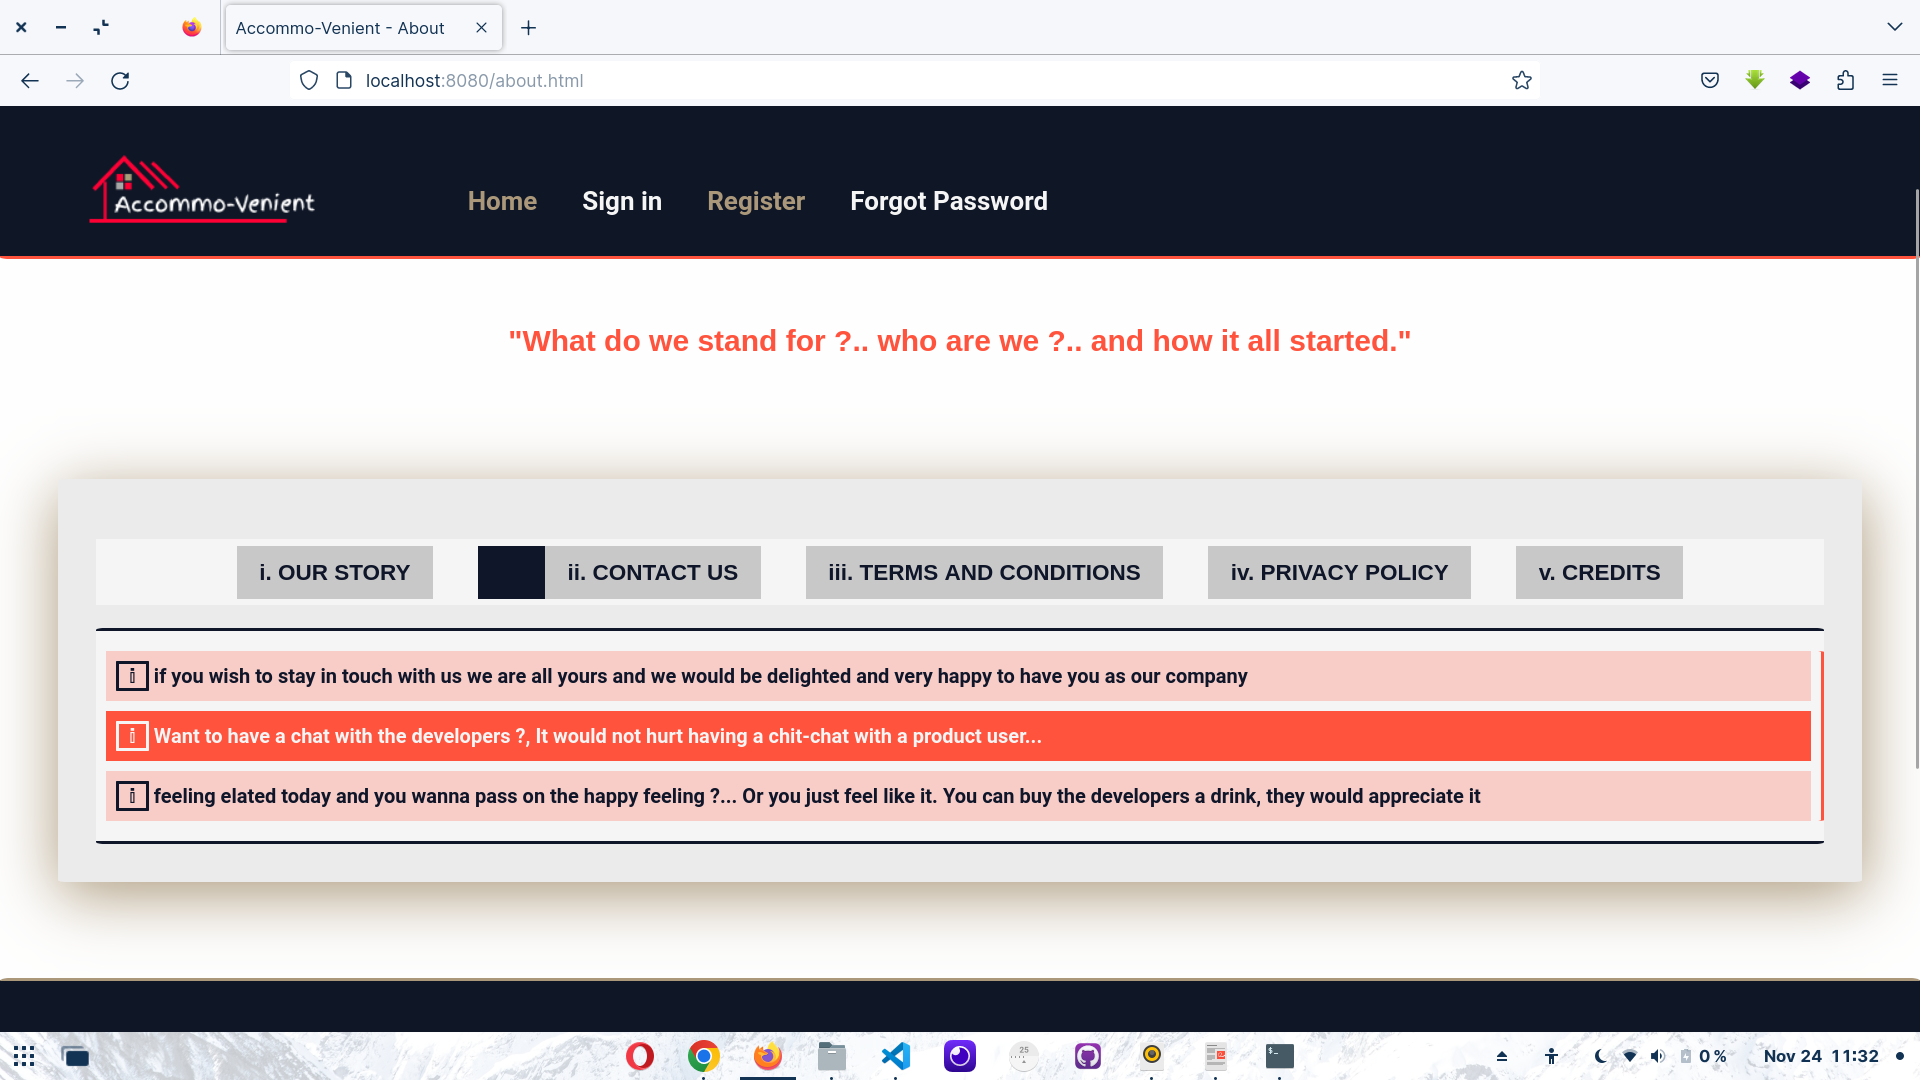 Accommo-Venient - About
localhost:8080/about.html
Accommo-Venient
Home Sign in Register Forgot Password
"What do we stand for ?.. who are we ?.. and how it all started."
i. OUR STORY ii. CONTACT US iii. TERMS AND CONDITIONS iv. PRIVACY POLICY v. CREDITS
if you wish to stay in touch with us we are all yours and we would be delighted and very happy to have you as our company
Want to have a chat with the developers ?, It would not hurt having a chit-chat with a product user...
feeling elated today and you wanna pass on the happy feeling ?... Or you just feel like it. You can buy the developers a drink, they would appreciate it
25
$-
0 % Nov 24 11:32